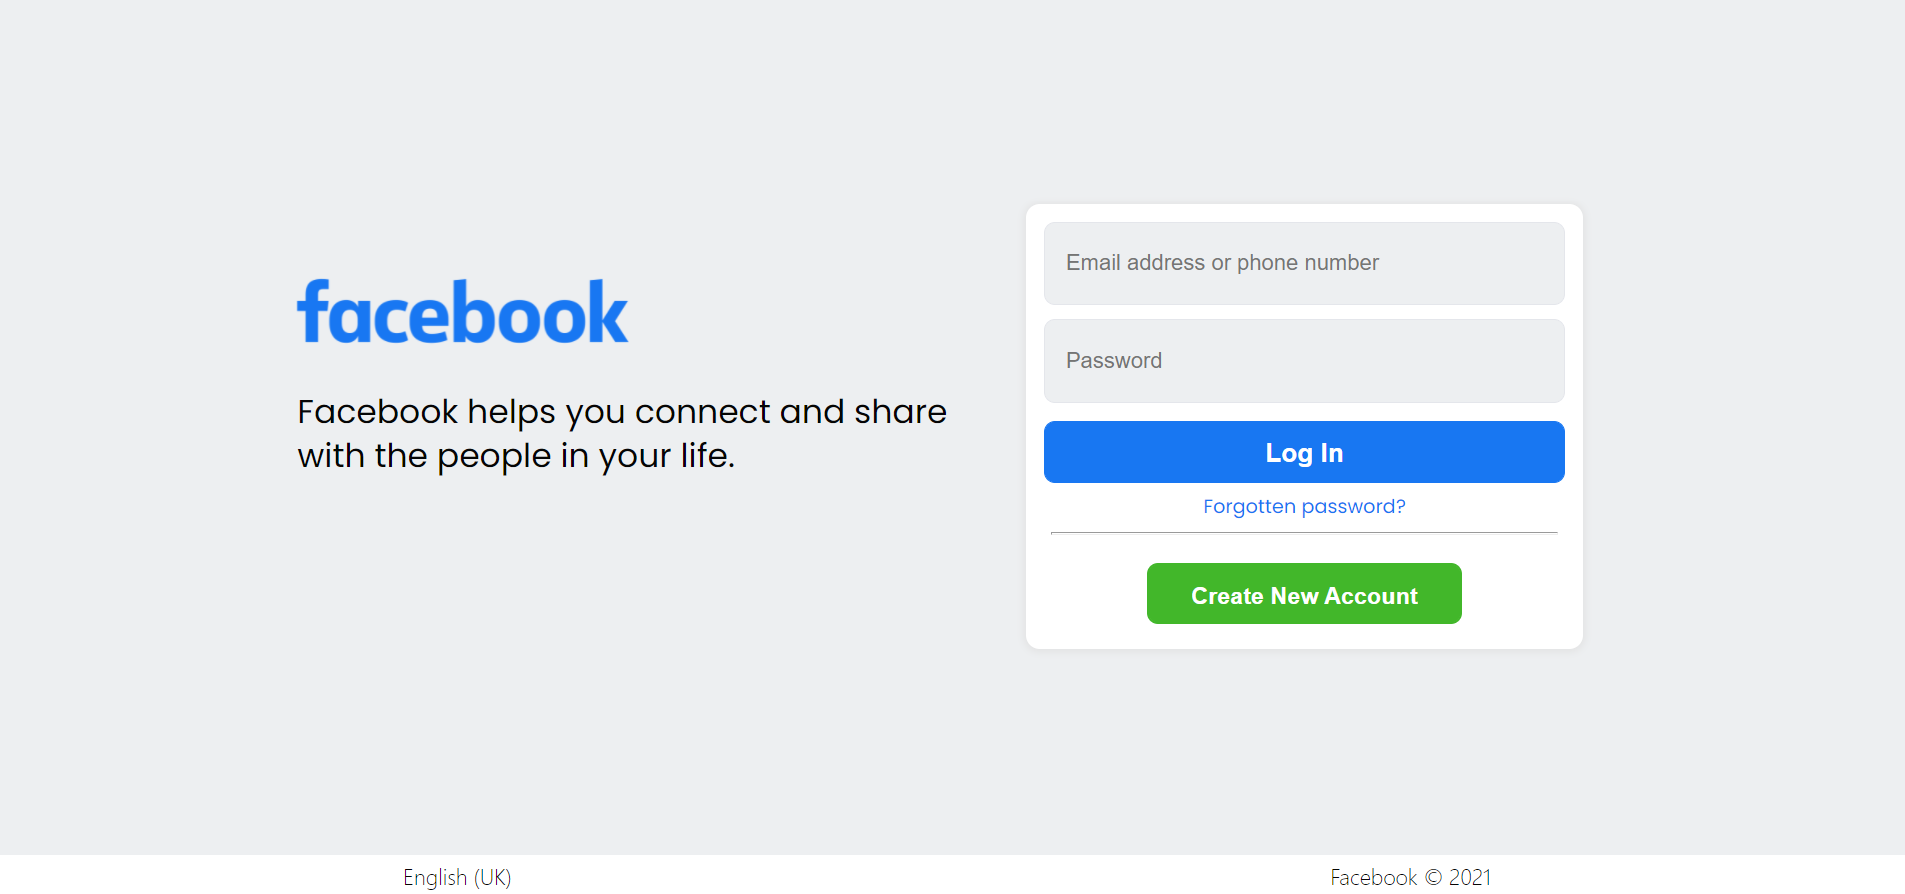 facebook
Facebook helps you connect and share
with the people in your life.
Email address or phone number
Password
Log In
Forgotten password?
Create New Account
English (UK)
Facebook © 2021